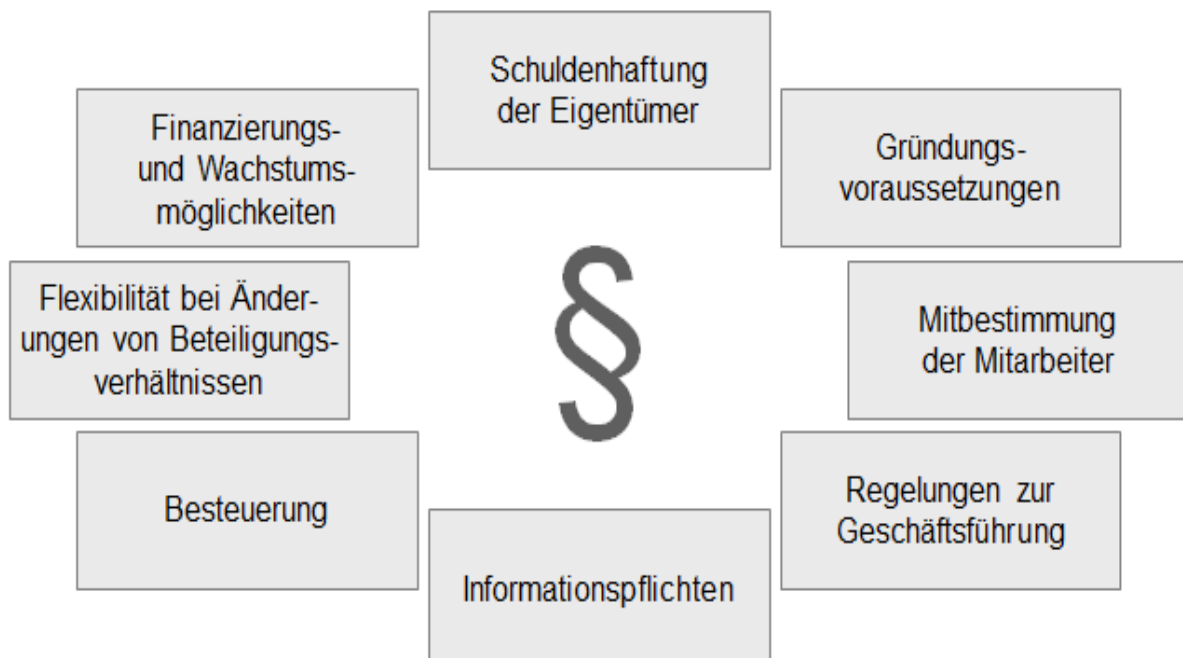 Schuldenhaftung
der Eigentümer
Finanzierungs-
und Wachstums-
möglichkeiten
Gründungs-
voraussetzungen
§
Flexibilität bei Änder-
ungen von Beteiligungs-
verhältnissen
Mitbestimmung
der Mitarbeiter
Besteuerung
Regelungen zur
Geschäftsführung
Informationspflichten